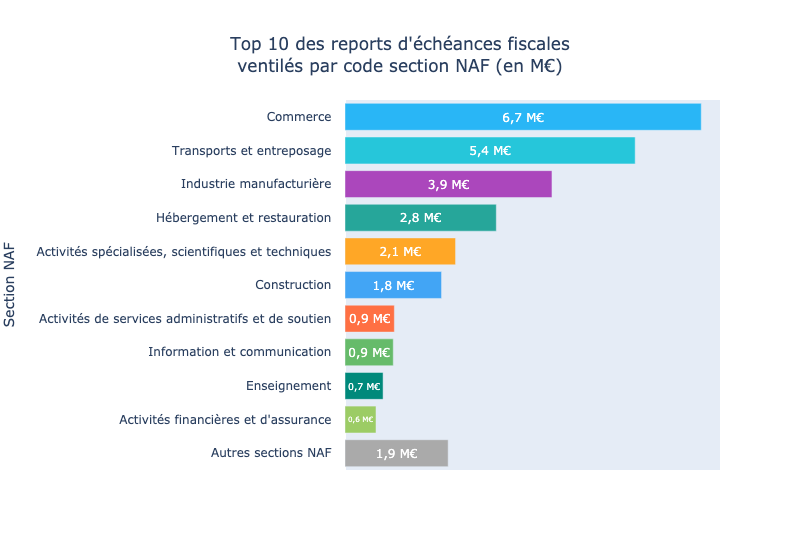 Top 10 des reports d'échéances fiscales
ventilés par code section NAF (en M€)
Section NAF
Commerce 6,7 M€
Transports et entreposage 5,4 M€
Industrie manufacturière 3,9 M€
Hébergement et restauration 2,8 M€
Activités spécialisées, scientifiques et techniques 2,1 M€
Construction 1,8 M€
Activités de services administratifs et de soutien 0,9 M€
Information et communication 0,9 M€
Enseignement 0,7 M€
Activités financières et d'assurance 0,6 M€
Autres sections NAF 1,9 M€